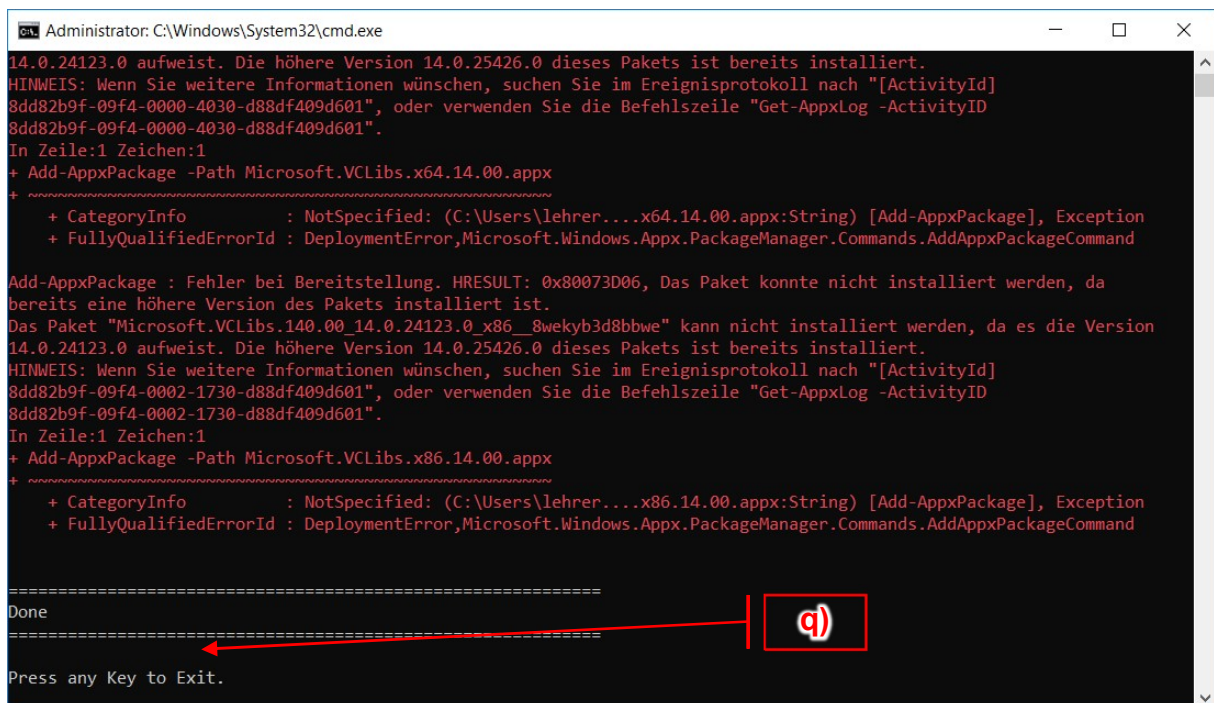 Administrator: C:\Windows\System32\cmd.exe
14.0.24123.0 aufweist. Die höhere Version 14.0.25426.0 dieses Pakets ist bereits installiert.
HINWEIS: Wenn Sie weitere Informationen wünschen, suchen Sie im Ereignisprotokoll nach "[ActivityId]
8dd82b9f-09f4-0000-4030-d88df409d601", oder verwenden Sie die Befehlszeile "Get-AppxLog -ActivityID
8dd82b9f-09f4-0000-4030-d88df409d601".
In Zeile:1 Zeichen:1
+ Add-AppxPackage -Path Microsoft.VCLibs.x64.14.00.appx
+ ~~~~~~~~~~~~~~~~~~~~~~~~~~~~~~~~~~~~~~~~~~~~~~~~~~~~~
    + CategoryInfo          : NotSpecified: (C:\Users\lehrer....x64.14.00.appx:String) [Add-AppxPackage], Exception
    + FullyQualifiedErrorId : DeploymentError,Microsoft.Windows.Appx.PackageManager.Commands.AddAppxPackageCommand
Add-AppxPackage : Fehler bei Bereitstellung. HRESULT: 0x80073D06, Das Paket konnte nicht installiert werden, da
bereits eine höhere Version des Pakets installiert ist.
Das Paket "Microsoft.VCLibs.140.00_14.0.24123.0_x86__8wekyb3d8bbwe" kann nicht installiert werden, da es die Version
14.0.24123.0 aufweist. Die höhere Version 14.0.25426.0 dieses Pakets ist bereits installiert.
HINWEIS: Wenn Sie weitere Informationen wünschen, suchen Sie im Ereignisprotokoll nach "[ActivityId]
8dd82b9f-09f4-0002-1730-d88df409d601", oder verwenden Sie die Befehlszeile "Get-AppxLog -ActivityID
8dd82b9f-09f4-0002-1730-d88df409d601".
In Zeile:1 Zeichen:1
+ Add-AppxPackage -Path Microsoft.VCLibs.x86.14.00.appx
+ ~~~~~~~~~~~~~~~~~~~~~~~~~~~~~~~~~~~~~~~~~~~~~~~~~~~~~
    + CategoryInfo          : NotSpecified: (C:\Users\lehrer....x86.14.00.appx:String) [Add-AppxPackage], Exception
    + FullyQualifiedErrorId : DeploymentError,Microsoft.Windows.Appx.PackageManager.Commands.AddAppxPackageCommand
============================================================
Done
============================================================
q)
Press any Key to Exit.